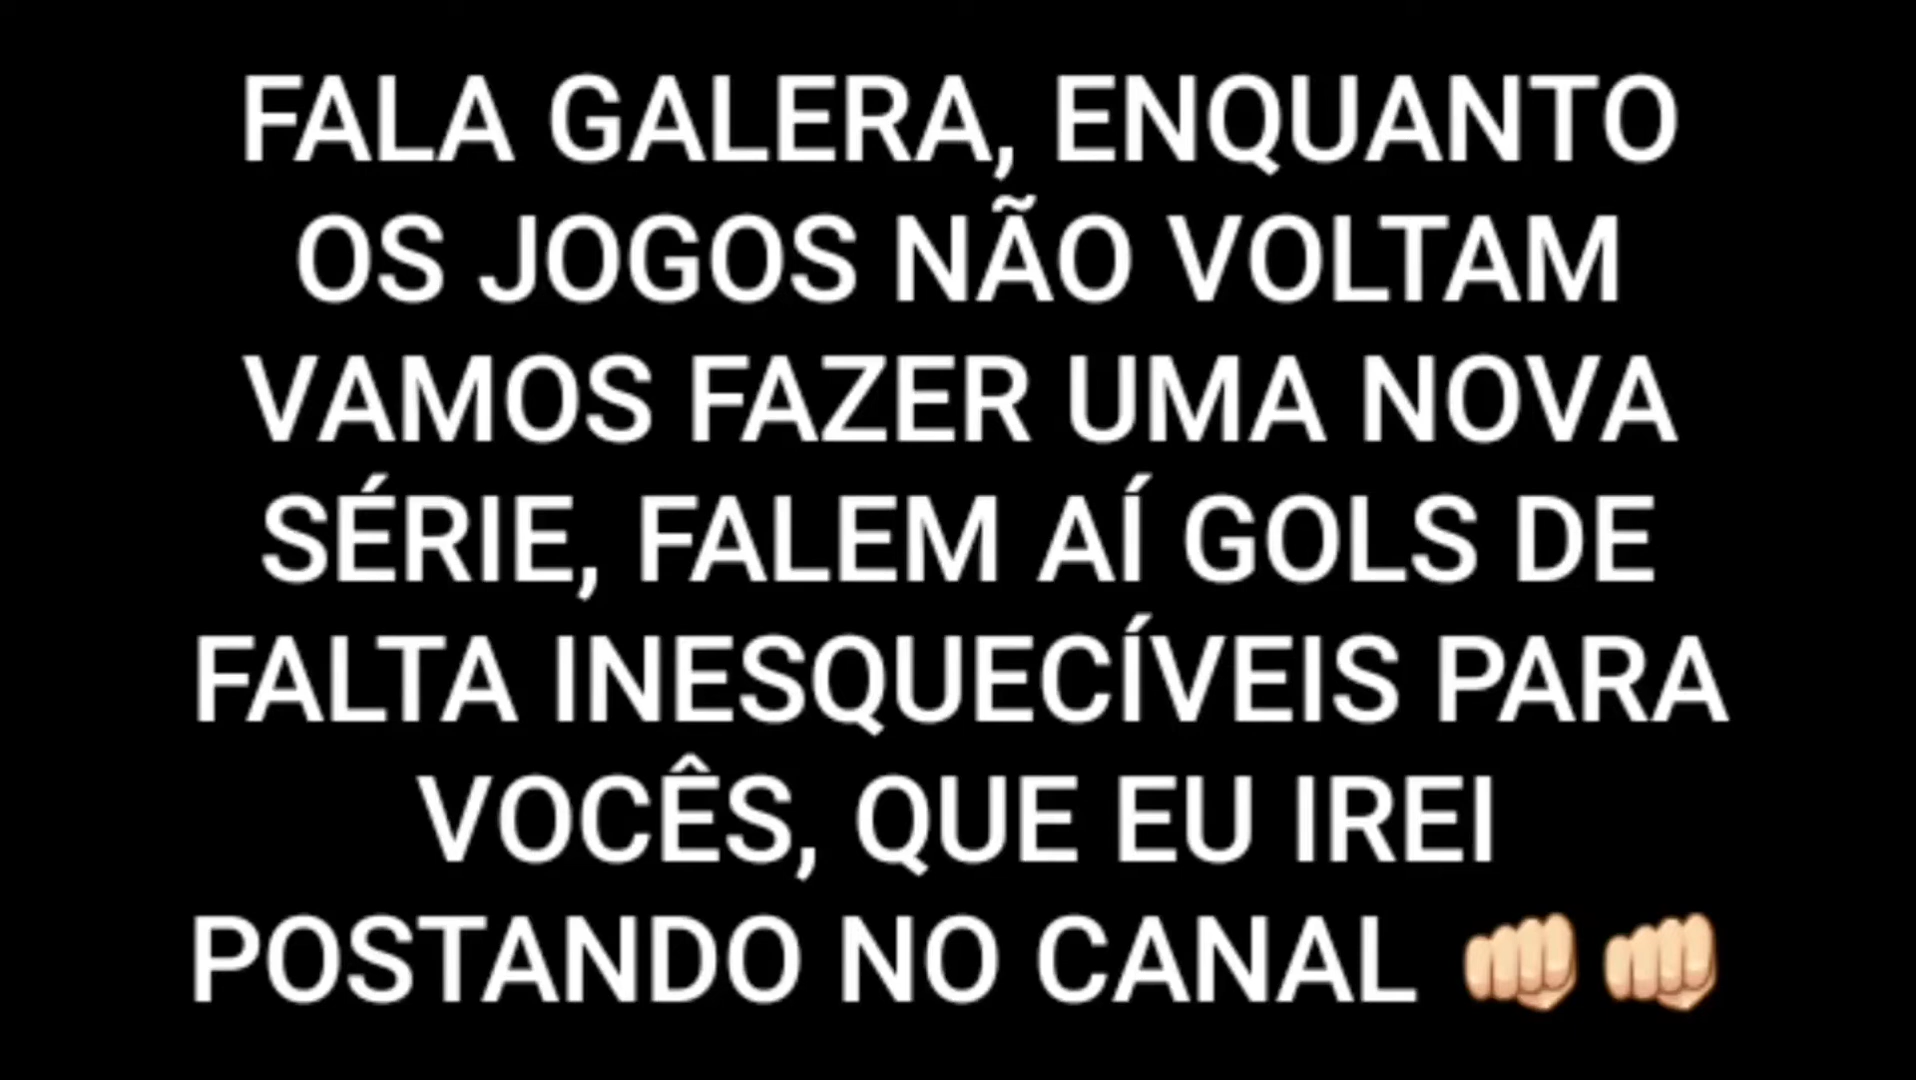 FALA GALERA, ENQUANTO
OS JOGOS NÃO VOLTAM
VAMOS FAZER UMA NOVA
SÉRIE, FALEM AÍ GOLS DE
FALTA INESQUECÍVEIS PARA
VOCÊS, QUE EU IREI
POSTANDO NO CANAL 👊🏼👊🏼